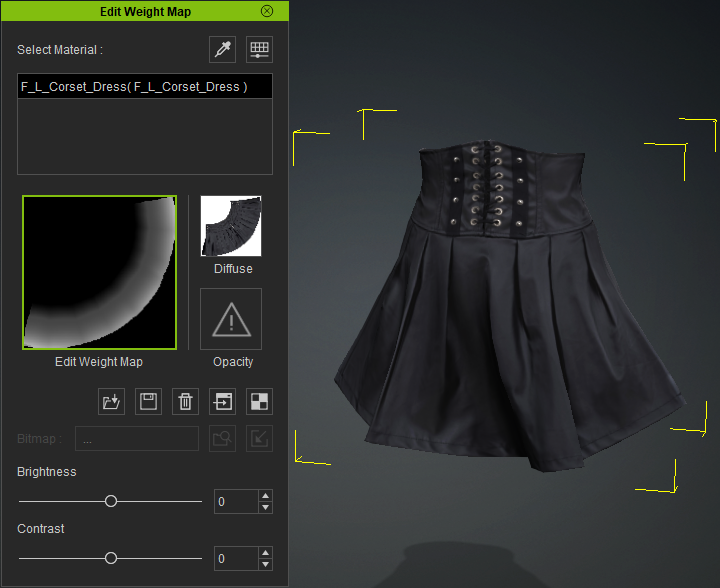 Edit Weight Map
Select Material :
F_L_Corset_Dress( F_L_Corset_Dress )
Diffuse
Edit Weight Map
Opacity
Bitmap :
...
Brightness
0
Contrast
0